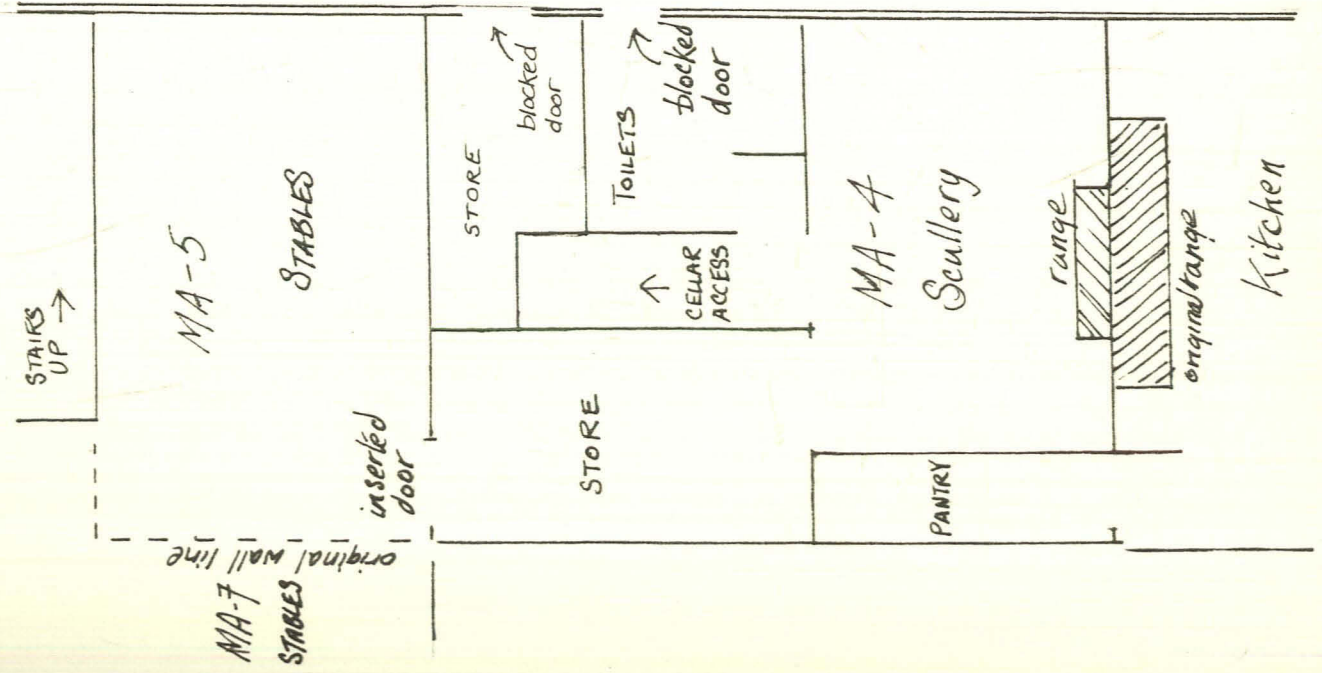 STAIRS
UP →
MA-5
STABLES
inserted
door
original wall line
MA-7
STABLES
STORE
blocked
door
TOILETS
blocked
door
CELLAR
ACCESS
STORE
MA-4
Scullery
range
original range
PANTRY
Kitchen